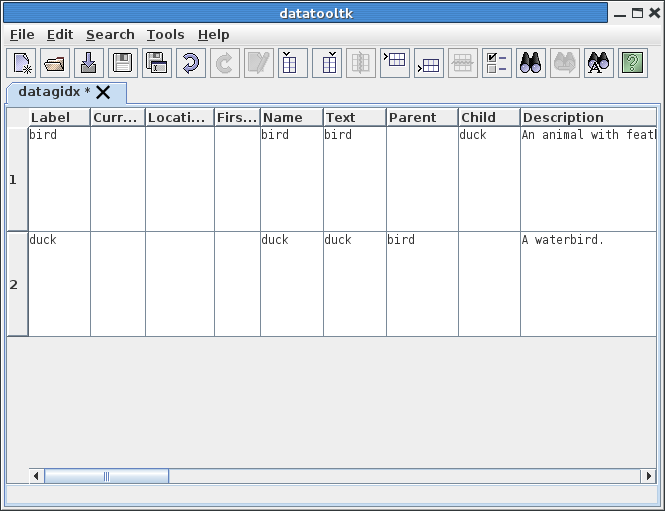 datatooltk
File Edit Search Tools Help
datagidx *
Label Curr... Locati... Firs... Name Text Parent Child Description
1 bird bird bird duck An animal with feath
2 duck duck duck bird A waterbird.